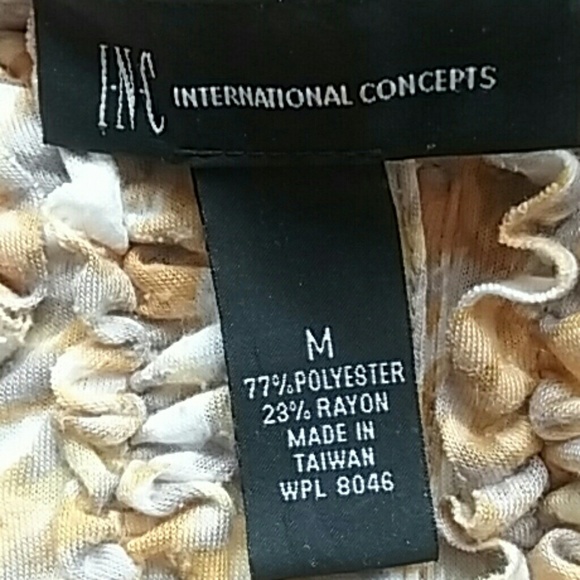 I·N·C INTERNATIONAL CONCEPTS
M
77% POLYESTER
23% RAYON
MADE IN
TAIWAN
WPL 8046